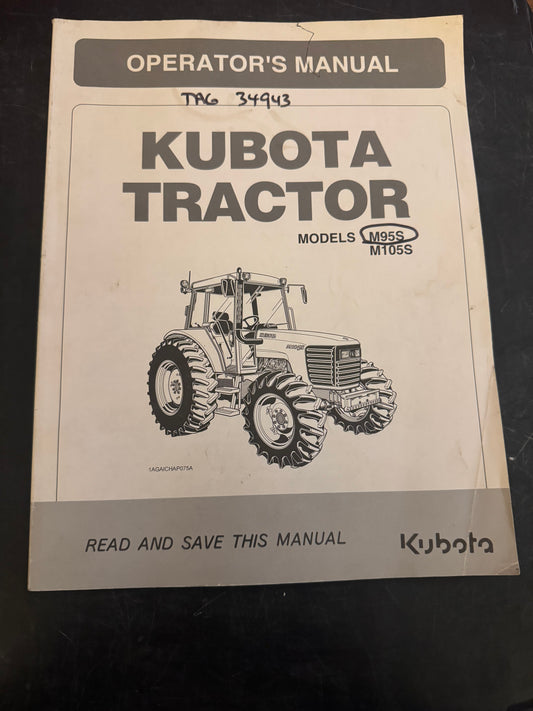 OPERATOR'S MANUAL
TAG 34943
KUBOTA
TRACTOR
MODELS M95S
M105S
1AGAICHAP075A
READ AND SAVE THIS MANUAL
Kubota